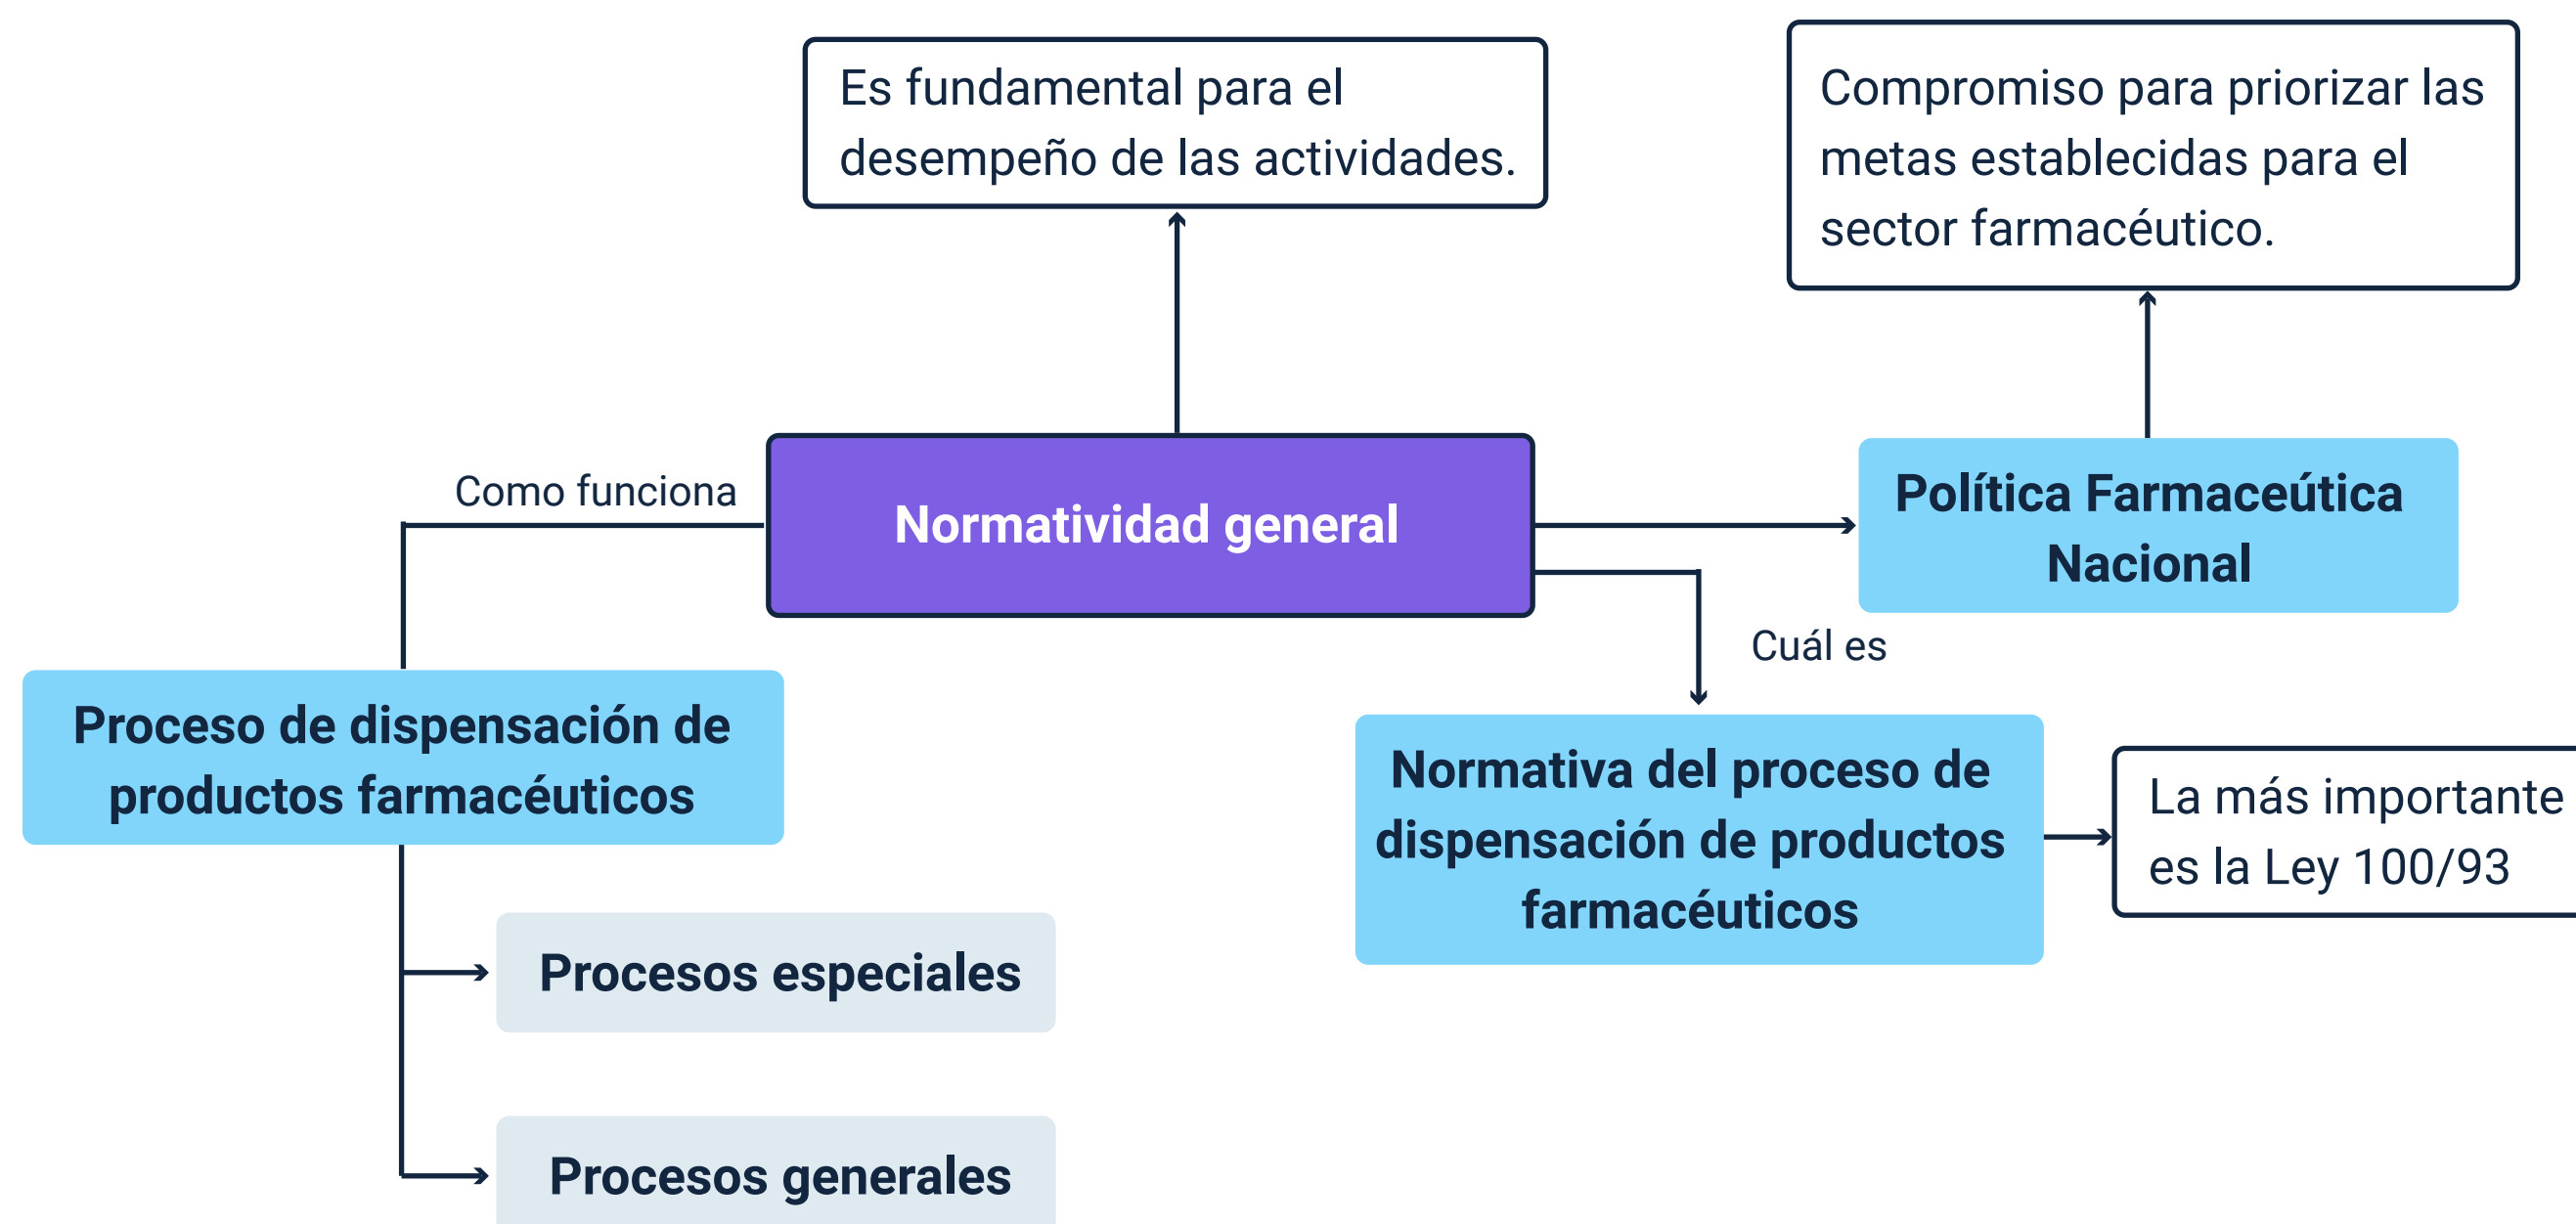 Es fundamental para el
desempeño de las actividades.
Compromiso para priorizar las
metas establecidas para el
sector farmacéutico.
Como funciona
Normatividad general
Política Farmaceútica
Nacional
Cuál es
Proceso de dispensación de
productos farmacéuticos
Normativa del proceso de
dispensación de productos
farmacéuticos
La más importante
es la Ley 100/93
Procesos especiales
Procesos generales